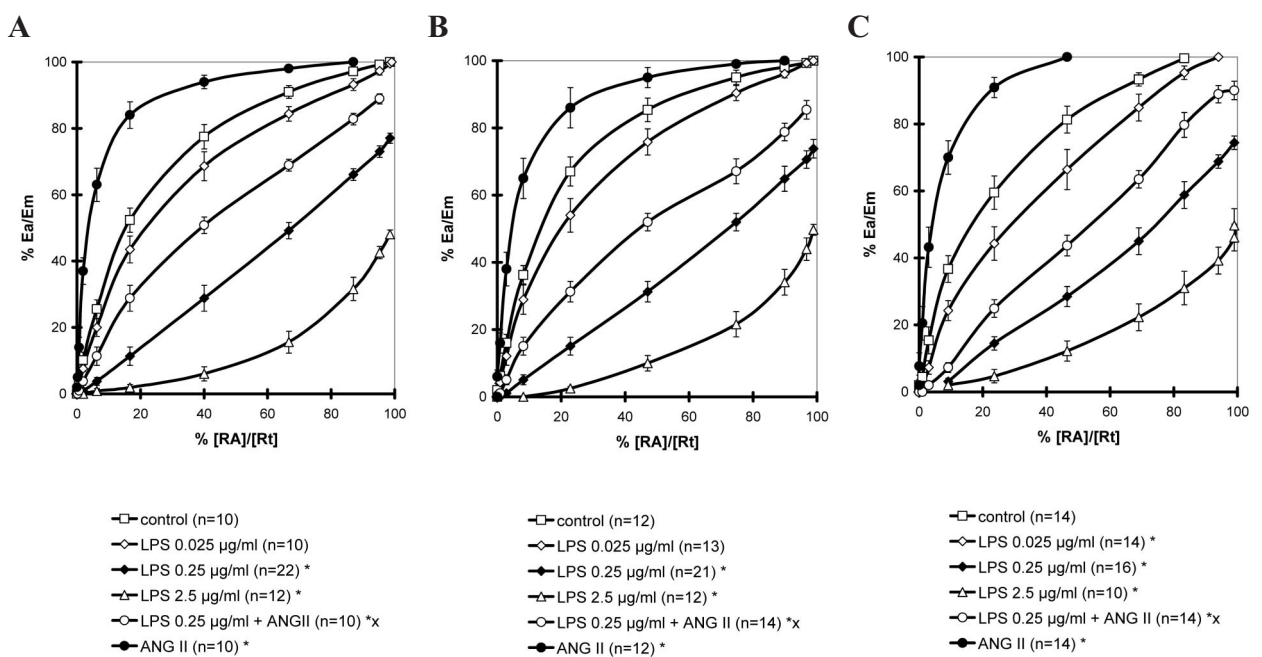 A
B
C
100
80
60
40
20
0
% Ea/Em
0 20 40 60 80 100
% [RA]/[Rt]
100
80
60
40
20
0
% Ea/Em
0 20 40 60 80 100
% [RA]/[Rt]
100
80
60
40
20
0
% Ea/Em
0 20 40 60 80 100
% [RA]/[Rt]
control (n=10)
LPS 0.025 µg/ml (n=10)
LPS 0.25 µg/ml (n=22) *
LPS 2.5 µg/ml (n=12) *
LPS 0.25 µg/ml + ANGII (n=10) *x
ANG II (n=10) *
control (n=12)
LPS 0.025 µg/ml (n=13)
LPS 0.25 µg/ml (n=21) *
LPS 2.5 µg/ml (n=12) *
LPS 0.25 µg/ml + ANG II (n=14) *x
ANG II (n=12) *
control (n=14)
LPS 0.025 µg/ml (n=14) *
LPS 0.25 µg/ml (n=16) *
LPS 2.5 µg/ml (n=10) *
LPS 0.25 µg/ml + ANG II (n=14) *x
ANG II (n=14) *